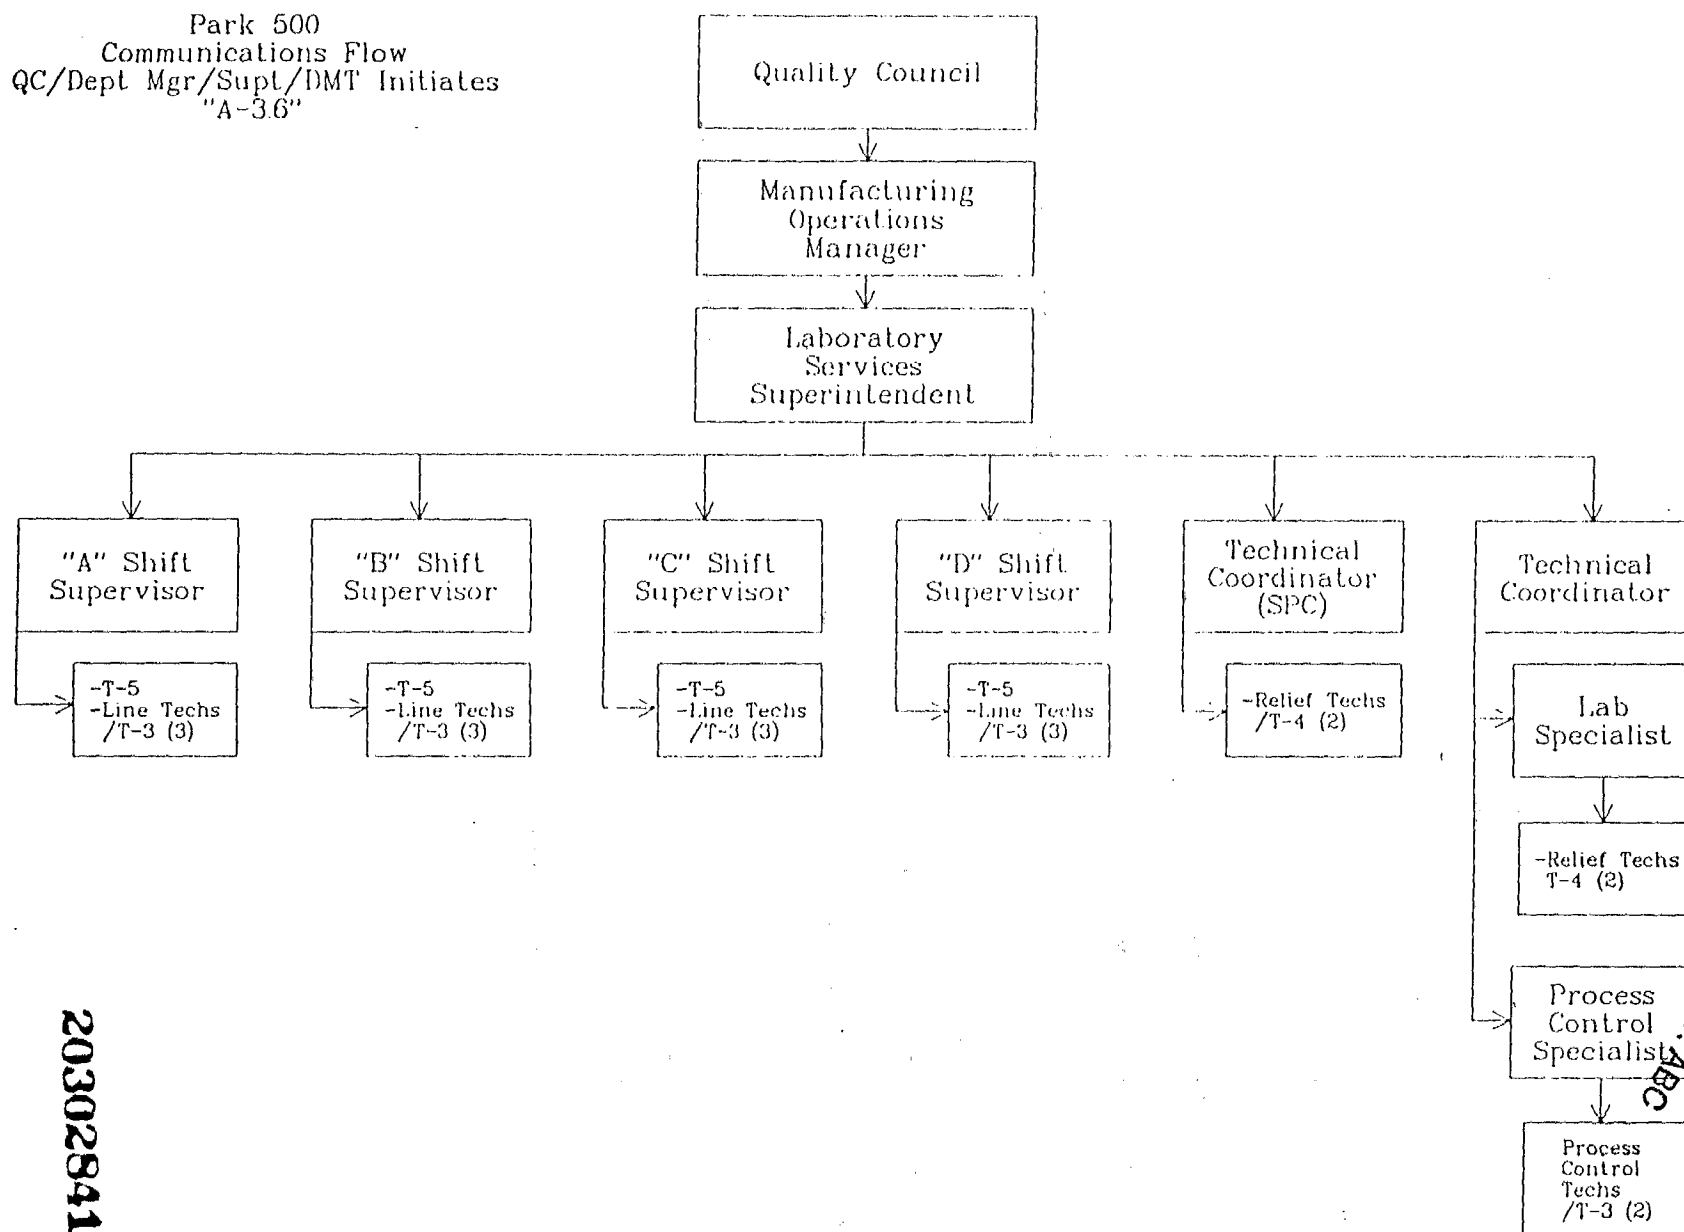 Park 500
Communications Flow
QC/Dept Mgr/Supt/DMT Initiates
"A-3.6"
Quality Council
Manufacturing
Operations
Manager
Laboratory
Services
Superintendent
"A" Shift
Supervisor
"B" Shift
Supervisor
"C" Shift
Supervisor
"D" Shift
Supervisor
Technical
Coordinator
(SPC)
Technical
Coordinator
-T-5
-Line Techs
/T-3 (3)
-T-5
-Line Techs
/T-3 (3)
-T-5
-Line Techs
/T-3 (3)
-T-5
-Line Techs
/T-3 (3)
-Relief Techs
/T-4 (2)
Lab
Specialist
-Relief Techs
T-4 (2)
Process
Control
Specialist
ABC
Process
Control
Techs
/T-3 (2)
2030028411